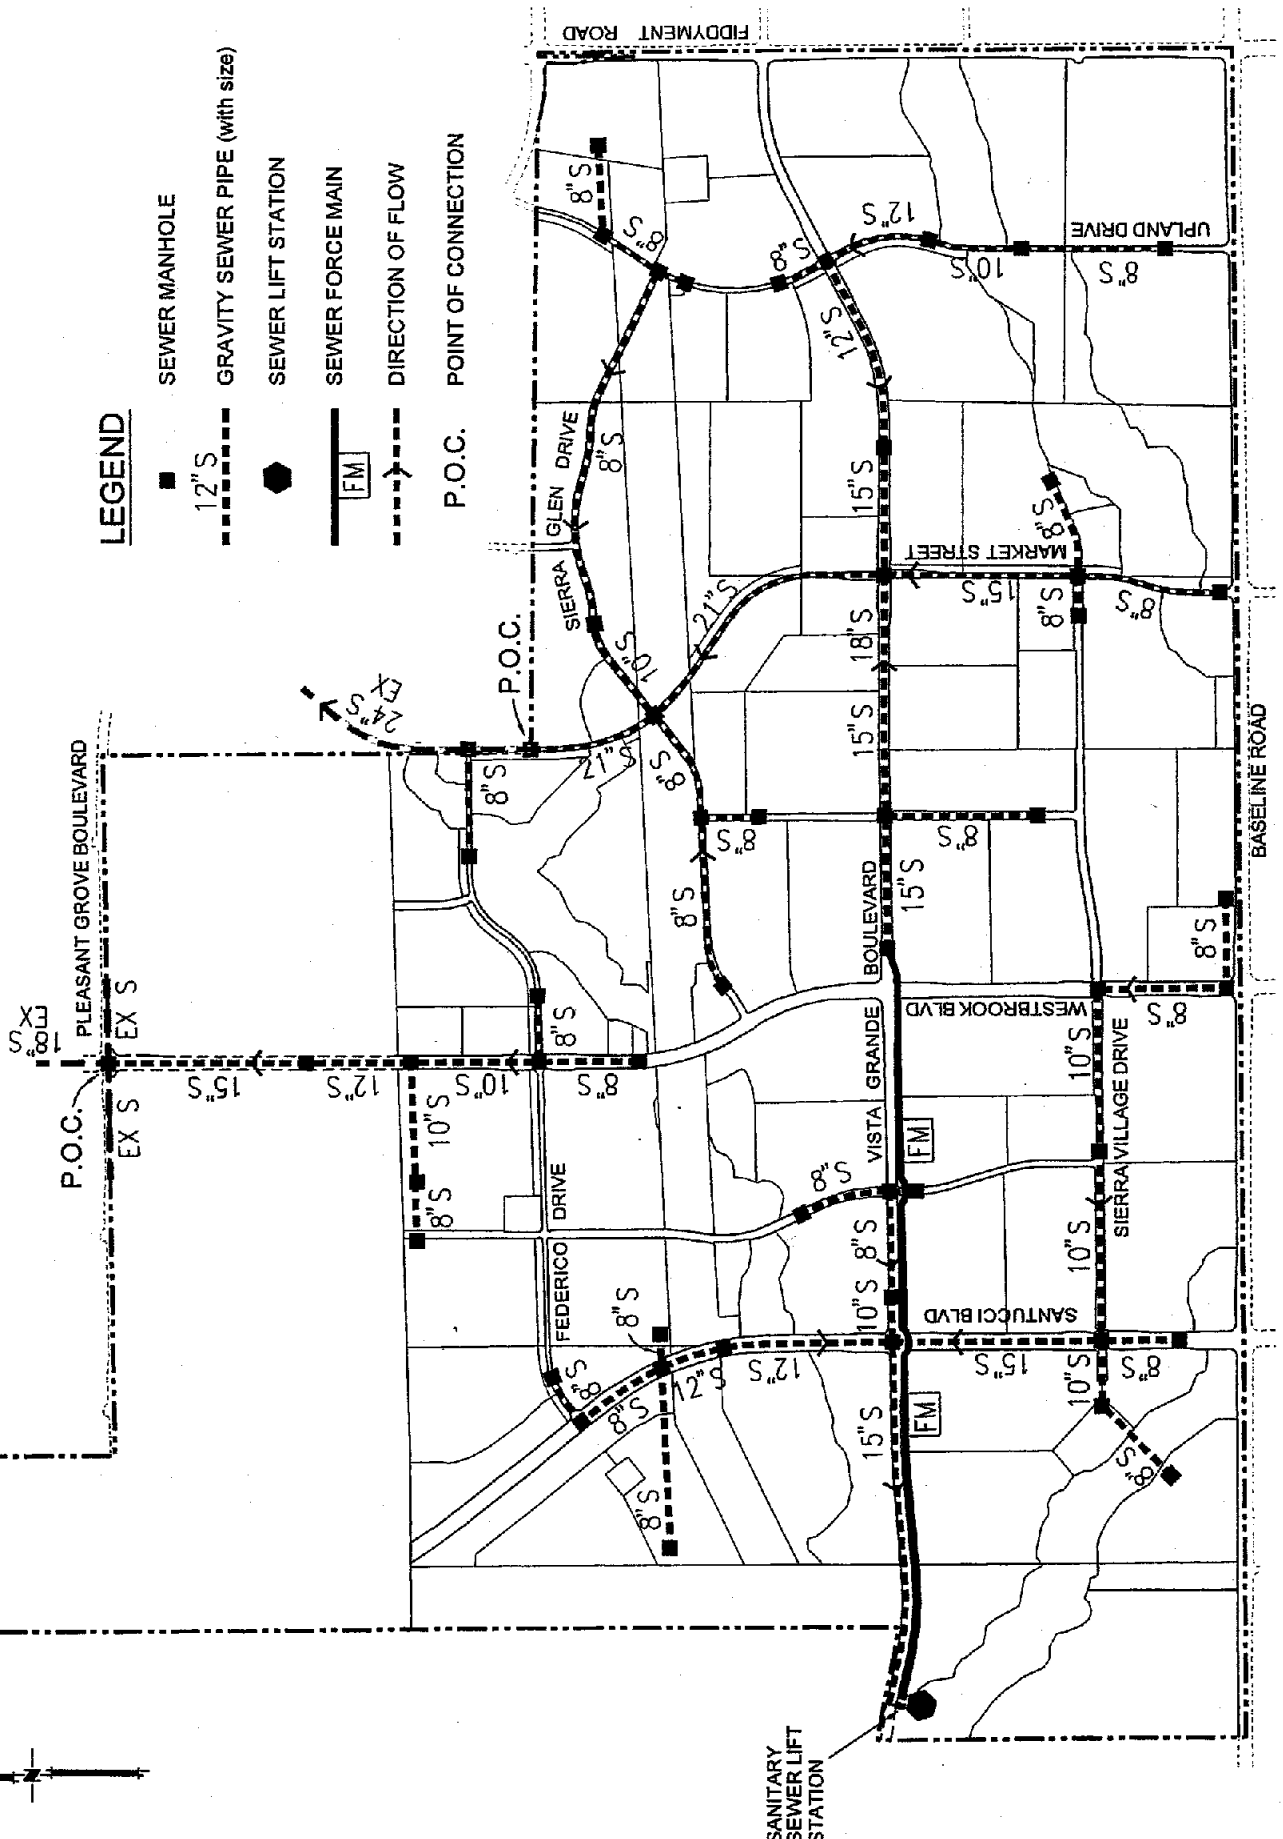 LEGEND
SEWER MANHOLE
12"S
GRAVITY SEWER PIPE (with size)
SEWER LIFT STATION
FM
SEWER FORCE MAIN
DIRECTION OF FLOW
P.O.C.
POINT OF CONNECTION
FIDDYMENT ROAD
PLEASANT GROVE BOULEVARD
18"S
EX
EX S
EX S
P.O.C.
15"S
12"S
10"S
8"S
10"S
8"S
8"S
8"S
24"S
EX
P.O.C.
21"S
21"S
10"S
SIERRA GLEN DRIVE
8"S
8"S
8"S
8"S
12"S
10"S
8"S
UPLAND DRIVE
12"S
15"S
MARKET STREET
15"S
8"S
8"S
8"S
18"S
15"S
8"S
8"S
8"S
8"S
15"S
VISTA GRANDE BOULEVARD
WESTBROOK BLVD
8"S
8"S
10"S
SIERRA VILLAGE DRIVE
10"S
BASELINE ROAD
FM
8"S
8"S
10"S
FEDERICO DRIVE
8"S
8"S
8"S
12"S
12"S
8"S
SANTUCCI BLVD
15"S
8"S
10"S
8"S
15"S
FM
SANITARY
SEWER LIFT
STATION
N